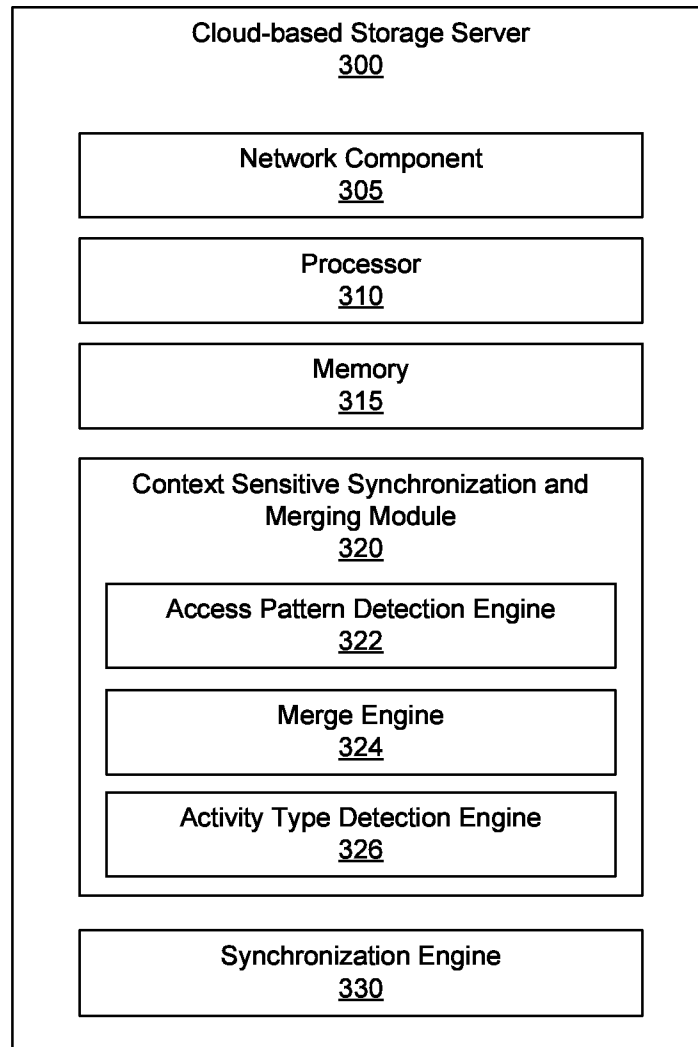 Cloud-based Storage Server
300
Network Component
305
Processor
310
Memory
315
Context Sensitive Synchronization and
Merging Module
320
Access Pattern Detection Engine
322
Merge Engine
324
Activity Type Detection Engine
326
Synchronization Engine
330